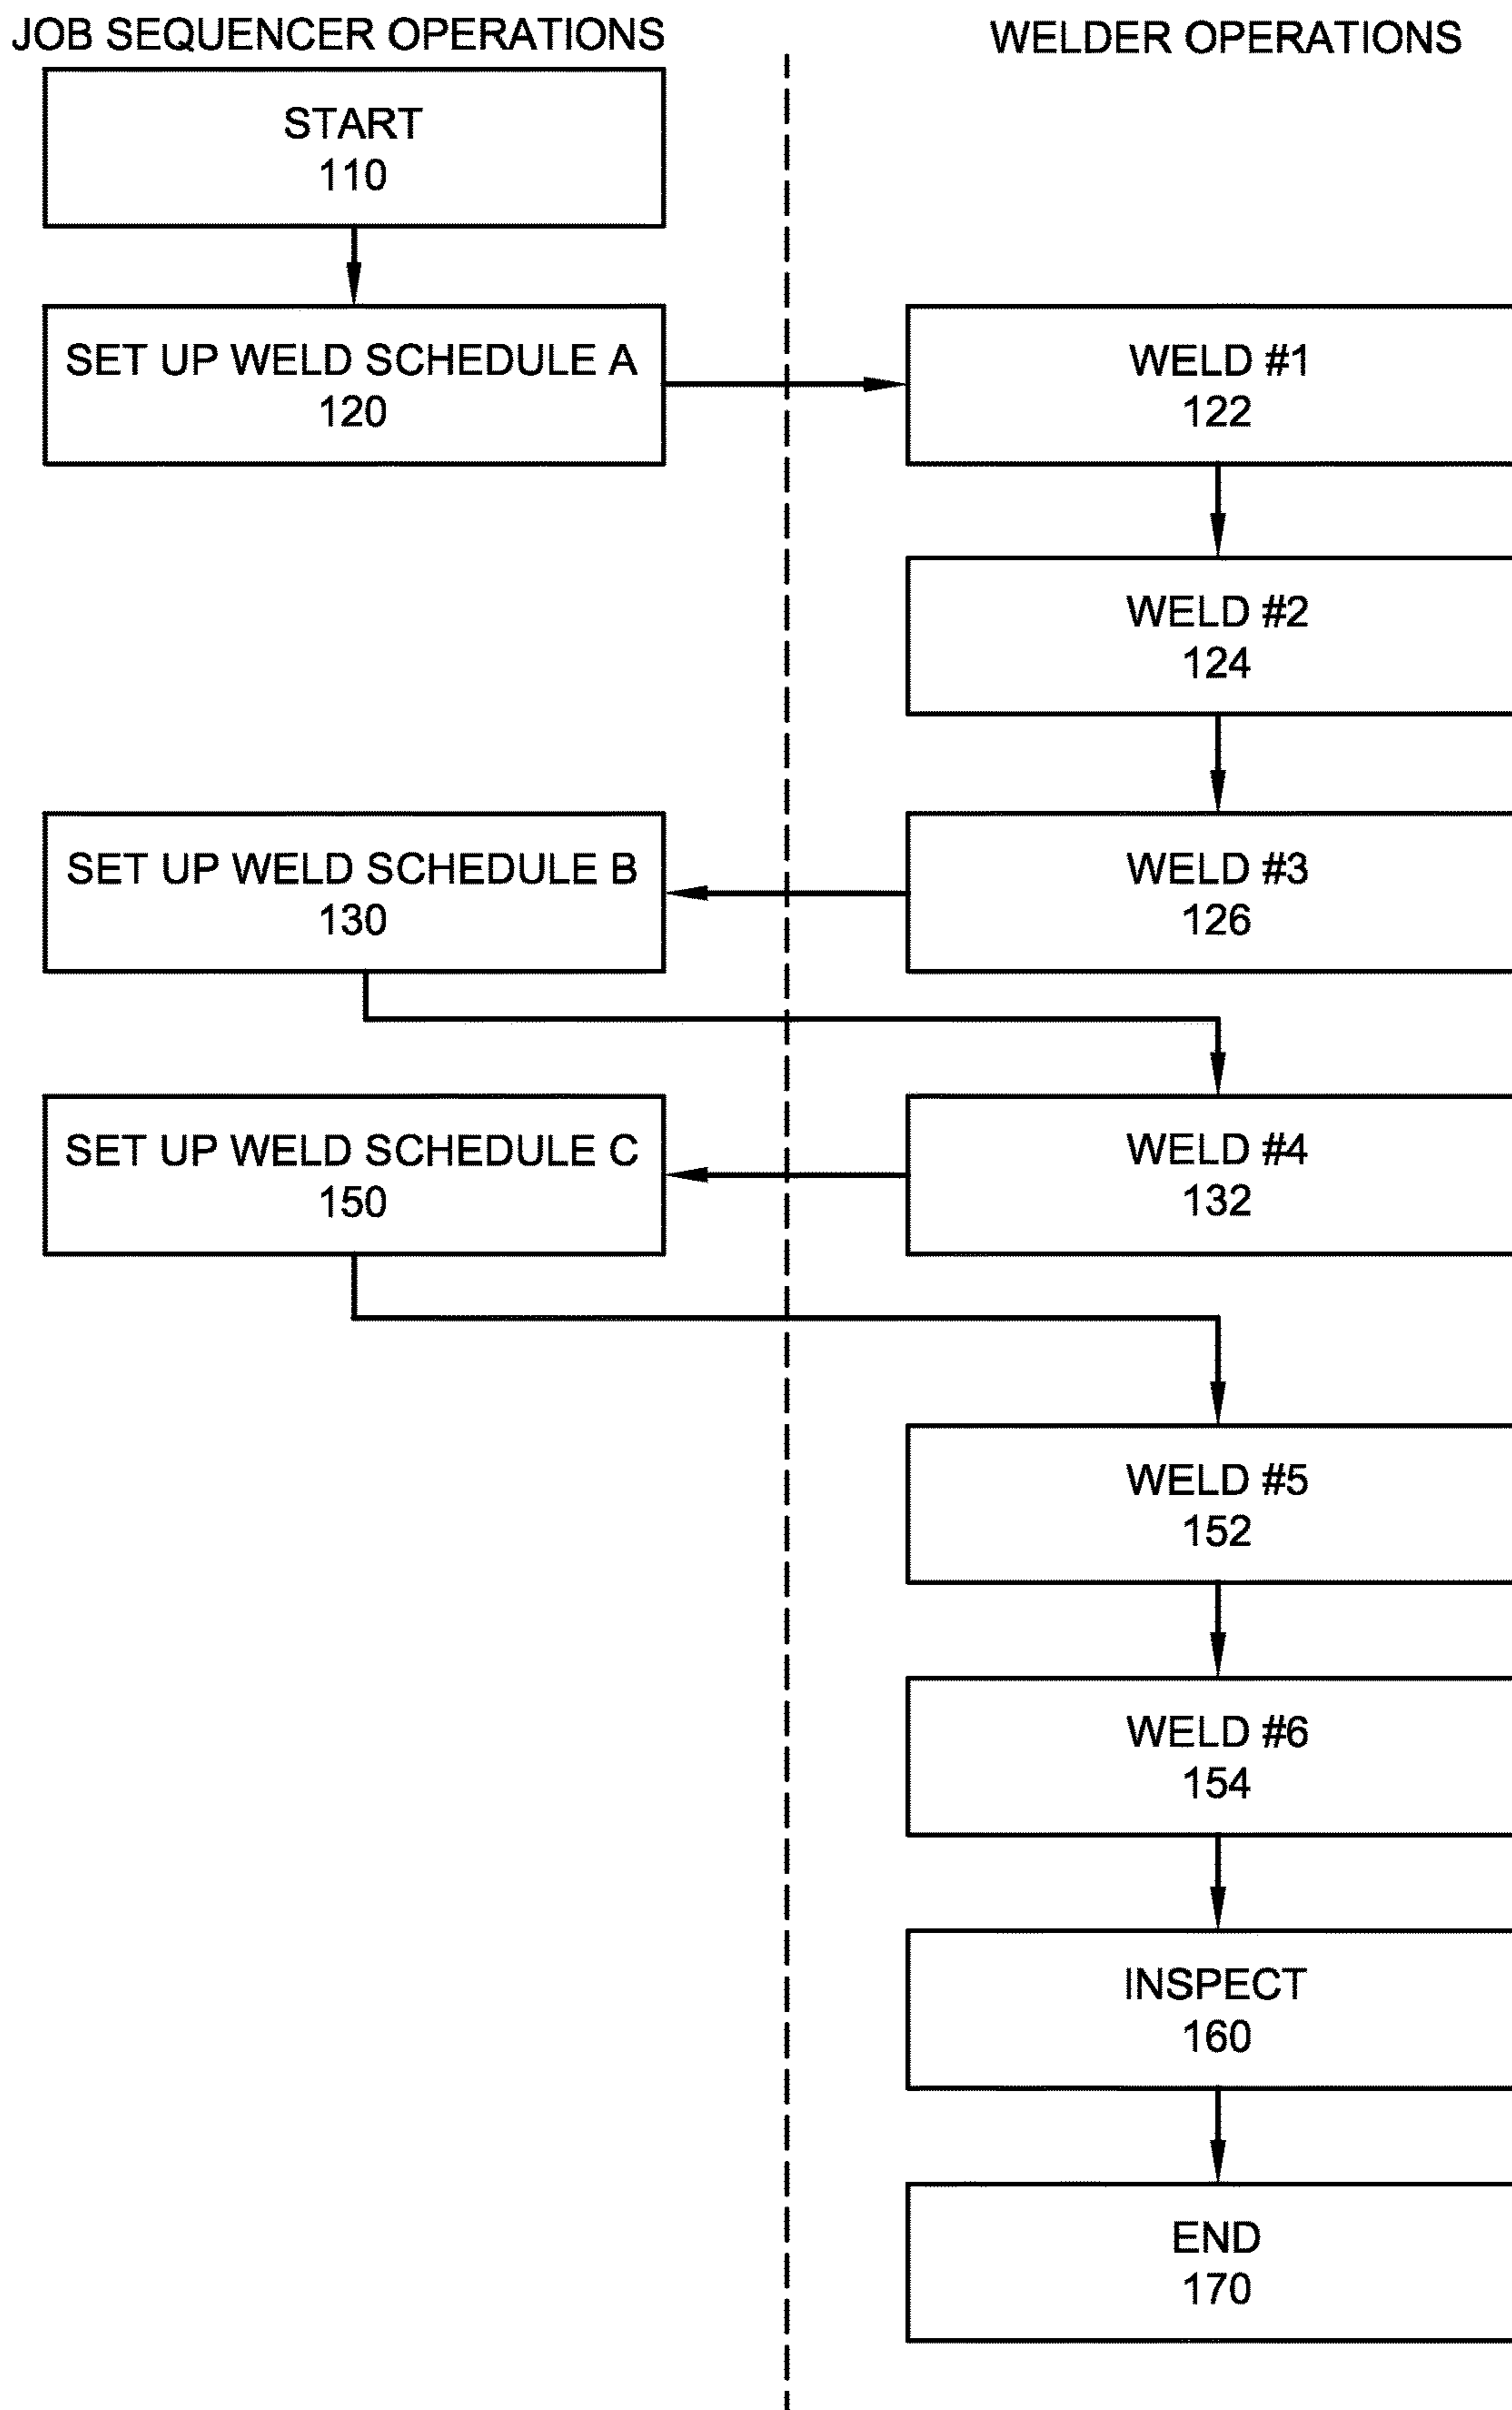 JOB SEQUENCER OPERATIONS
WELDER OPERATIONS
START
110
SET UP WELD SCHEDULE A
120
WELD #1
122
WELD #2
124
SET UP WELD SCHEDULE B
130
WELD #3
126
SET UP WELD SCHEDULE C
150
WELD #4
132
WELD #5
152
WELD #6
154
INSPECT
160
END
170